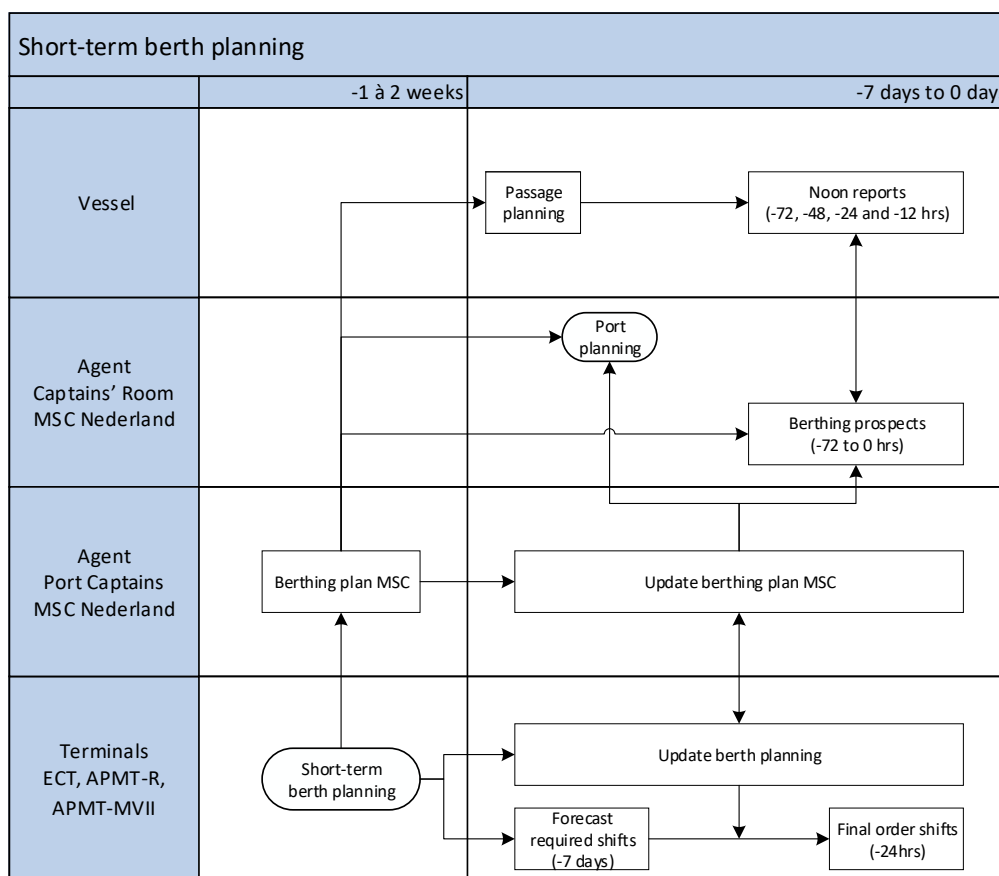 Short-term berth planning
-1 à 2 weeks
-7 days to 0 day
Vessel
Passage
planning
Noon reports
(-72, -48, -24 and -12 hrs)
Agent
Captains’ Room
MSC Nederland
Port
planning
Berthing prospects
(-72 to 0 hrs)
Agent
Port Captains
MSC Nederland
Berthing plan MSC
Update berthing plan MSC
Terminals
ECT, APMT-R,
APMT-MVII
Short-term
berth planning
Update berth planning
Forecast
required shifts
(-7 days)
Final order shifts
(-24hrs)